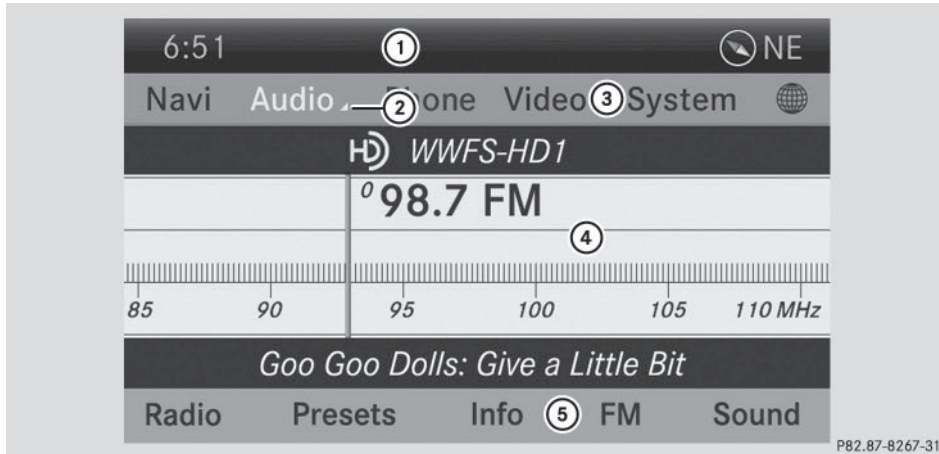 6:51 1 NE
Navi Audio 2 Phone Video 3 System
HD WWFS-HD1
0 98.7 FM
4
85 90 95 100 105 110 MHz
Goo Goo Dolls: Give a Little Bit
Radio Presets Info 5 FM Sound
P82.87-8267-31